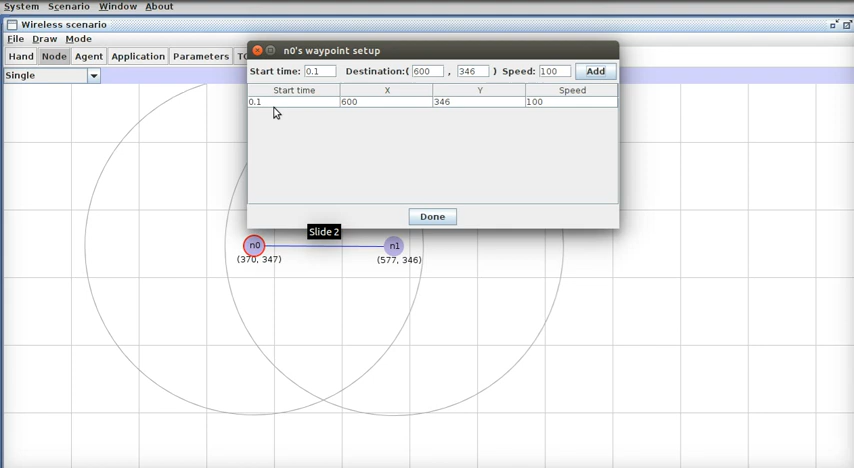 System Scenario Window About
Wireless scenario
File Draw Mode
Hand Node Agent Application Parameters
Single
n0's waypoint setup
Start time: 0.1 Destination:( 600 , 346 ) Speed: 100 Add
Start time X Y Speed
0.1 600 346 100
Done
Slide 2
n0 n1
(370, 347) (577, 346)